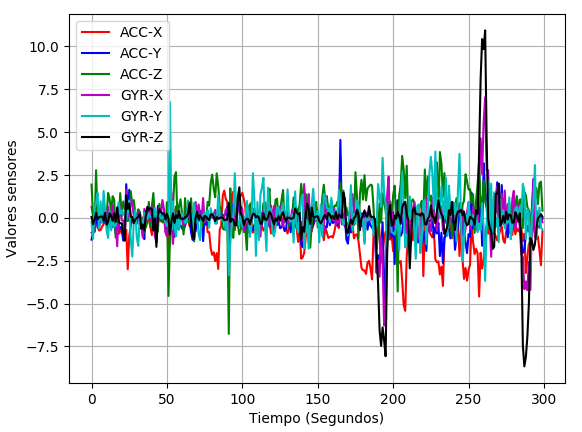 ACC-X
ACC-Y
ACC-Z
GYR-X
GYR-Y
GYR-Z
10.0
7.5
5.0
2.5
0.0
−2.5
−5.0
−7.5
Valores sensores
0 50 100 150 200 250 300
Tiempo (Segundos)